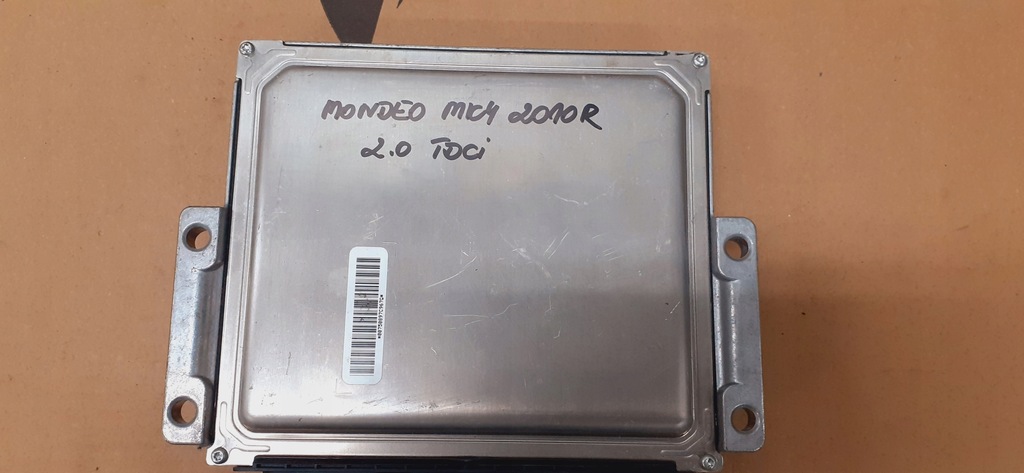 MONDEO MK4 2010R
2.0 TDCi